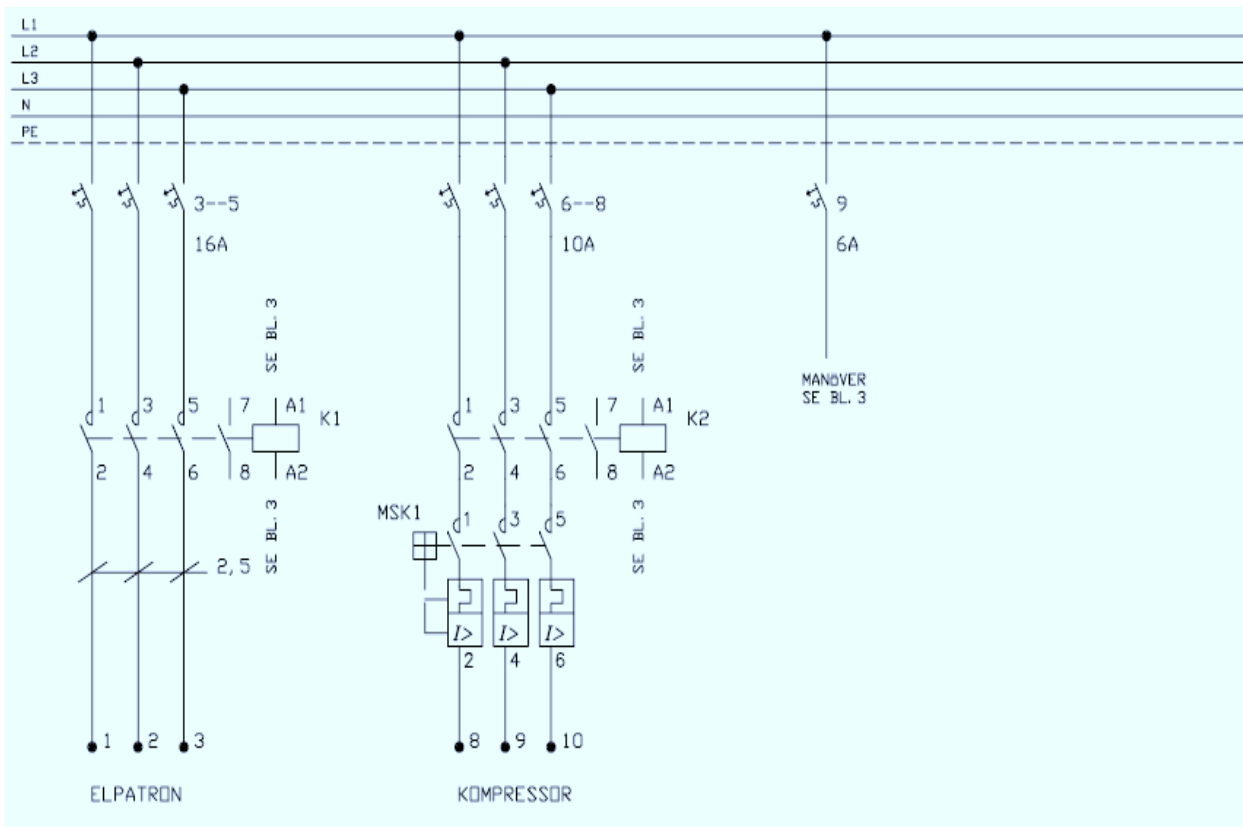 L1
L2
L3
N
PE
3--5
16A
6--8
10A
9
6A
SE BL. 3
SE BL. 3
MANÖVER
SE BL. 3
1 3 5 7 A1 K1
2 4 6 8 A2
1 3 5 7 A1 K2
2 4 6 8 A2
SE BL. 3
SE BL. 3
2,5
MSK1
1 3 5
I> I> I>
2 4 6
1 2 3
8 9 10
ELPATRON
KOMPRESSOR